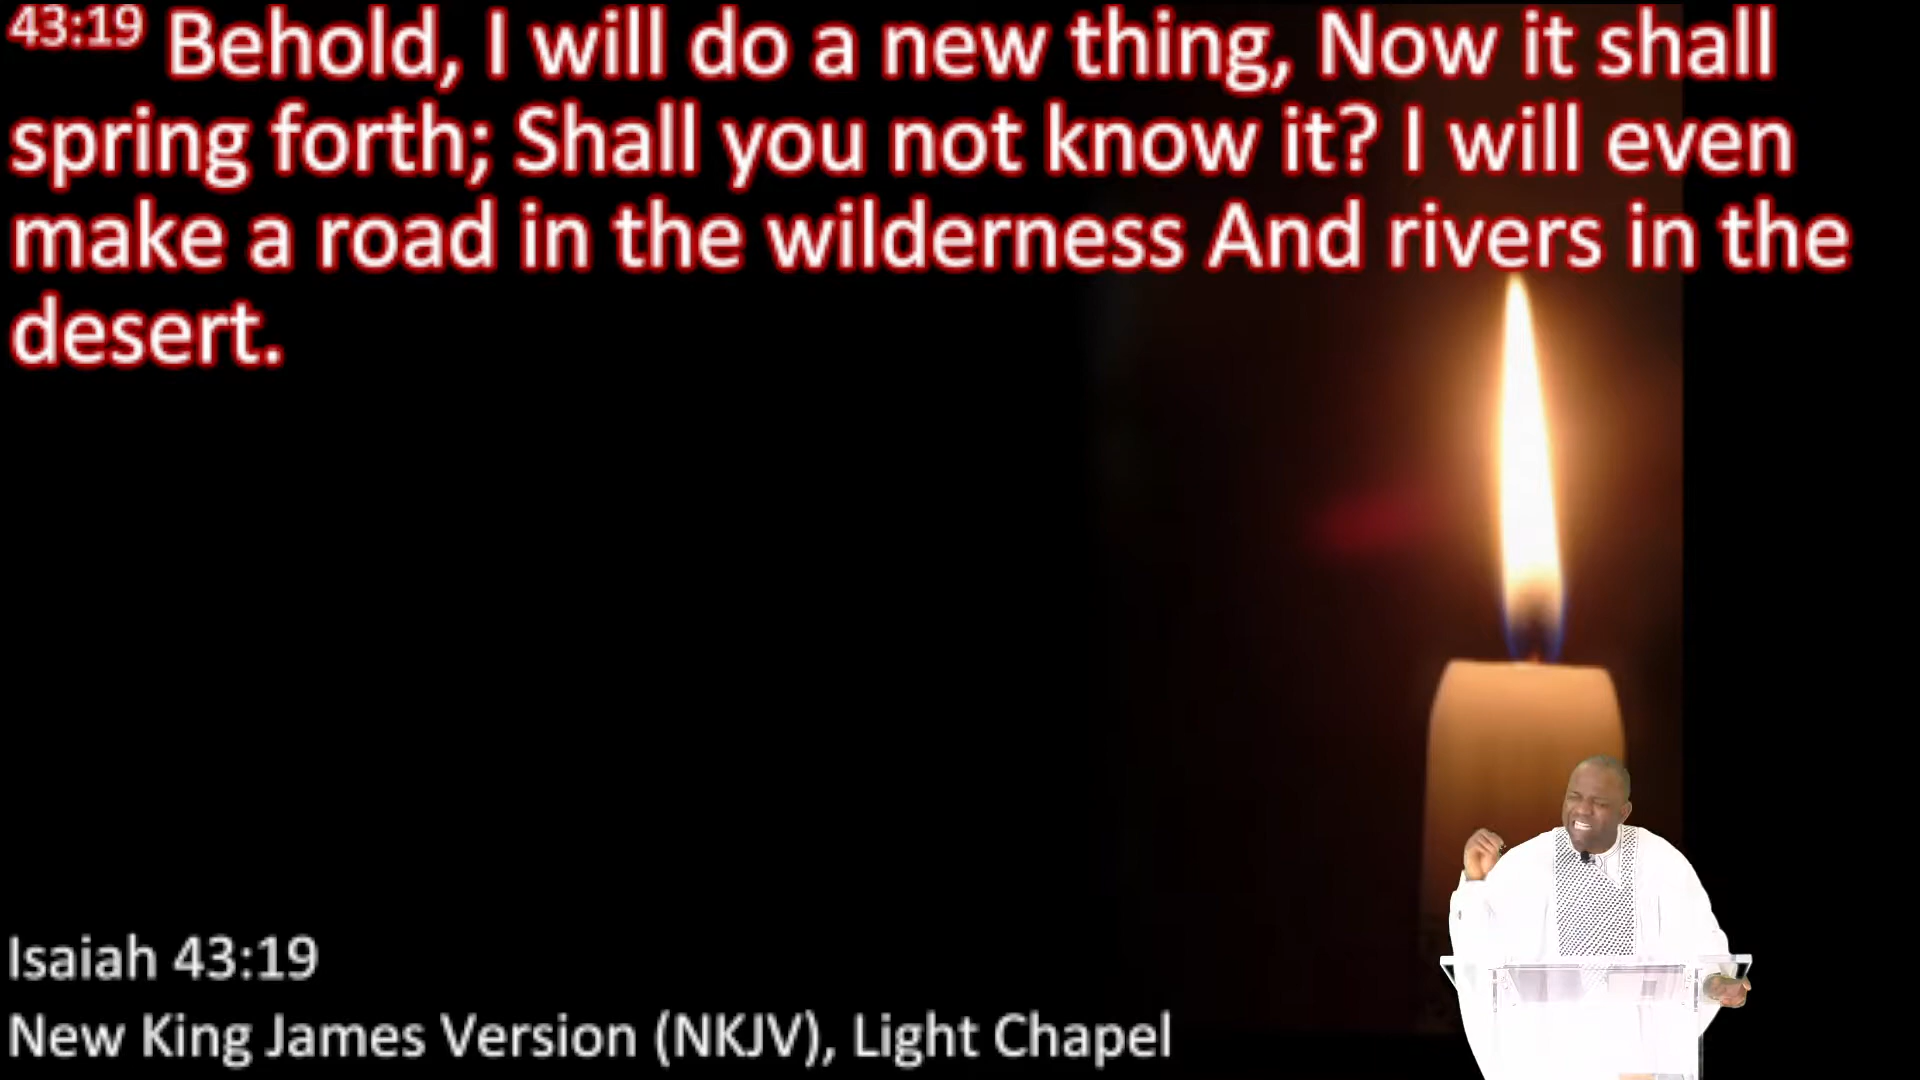 43:19 Behold, I will do a new thing, Now it shall
spring forth; Shall you not know it? I will even
make a road in the wilderness And rivers in the
desert.
Isaiah 43:19
New King James Version (NKJV), Light Chapel